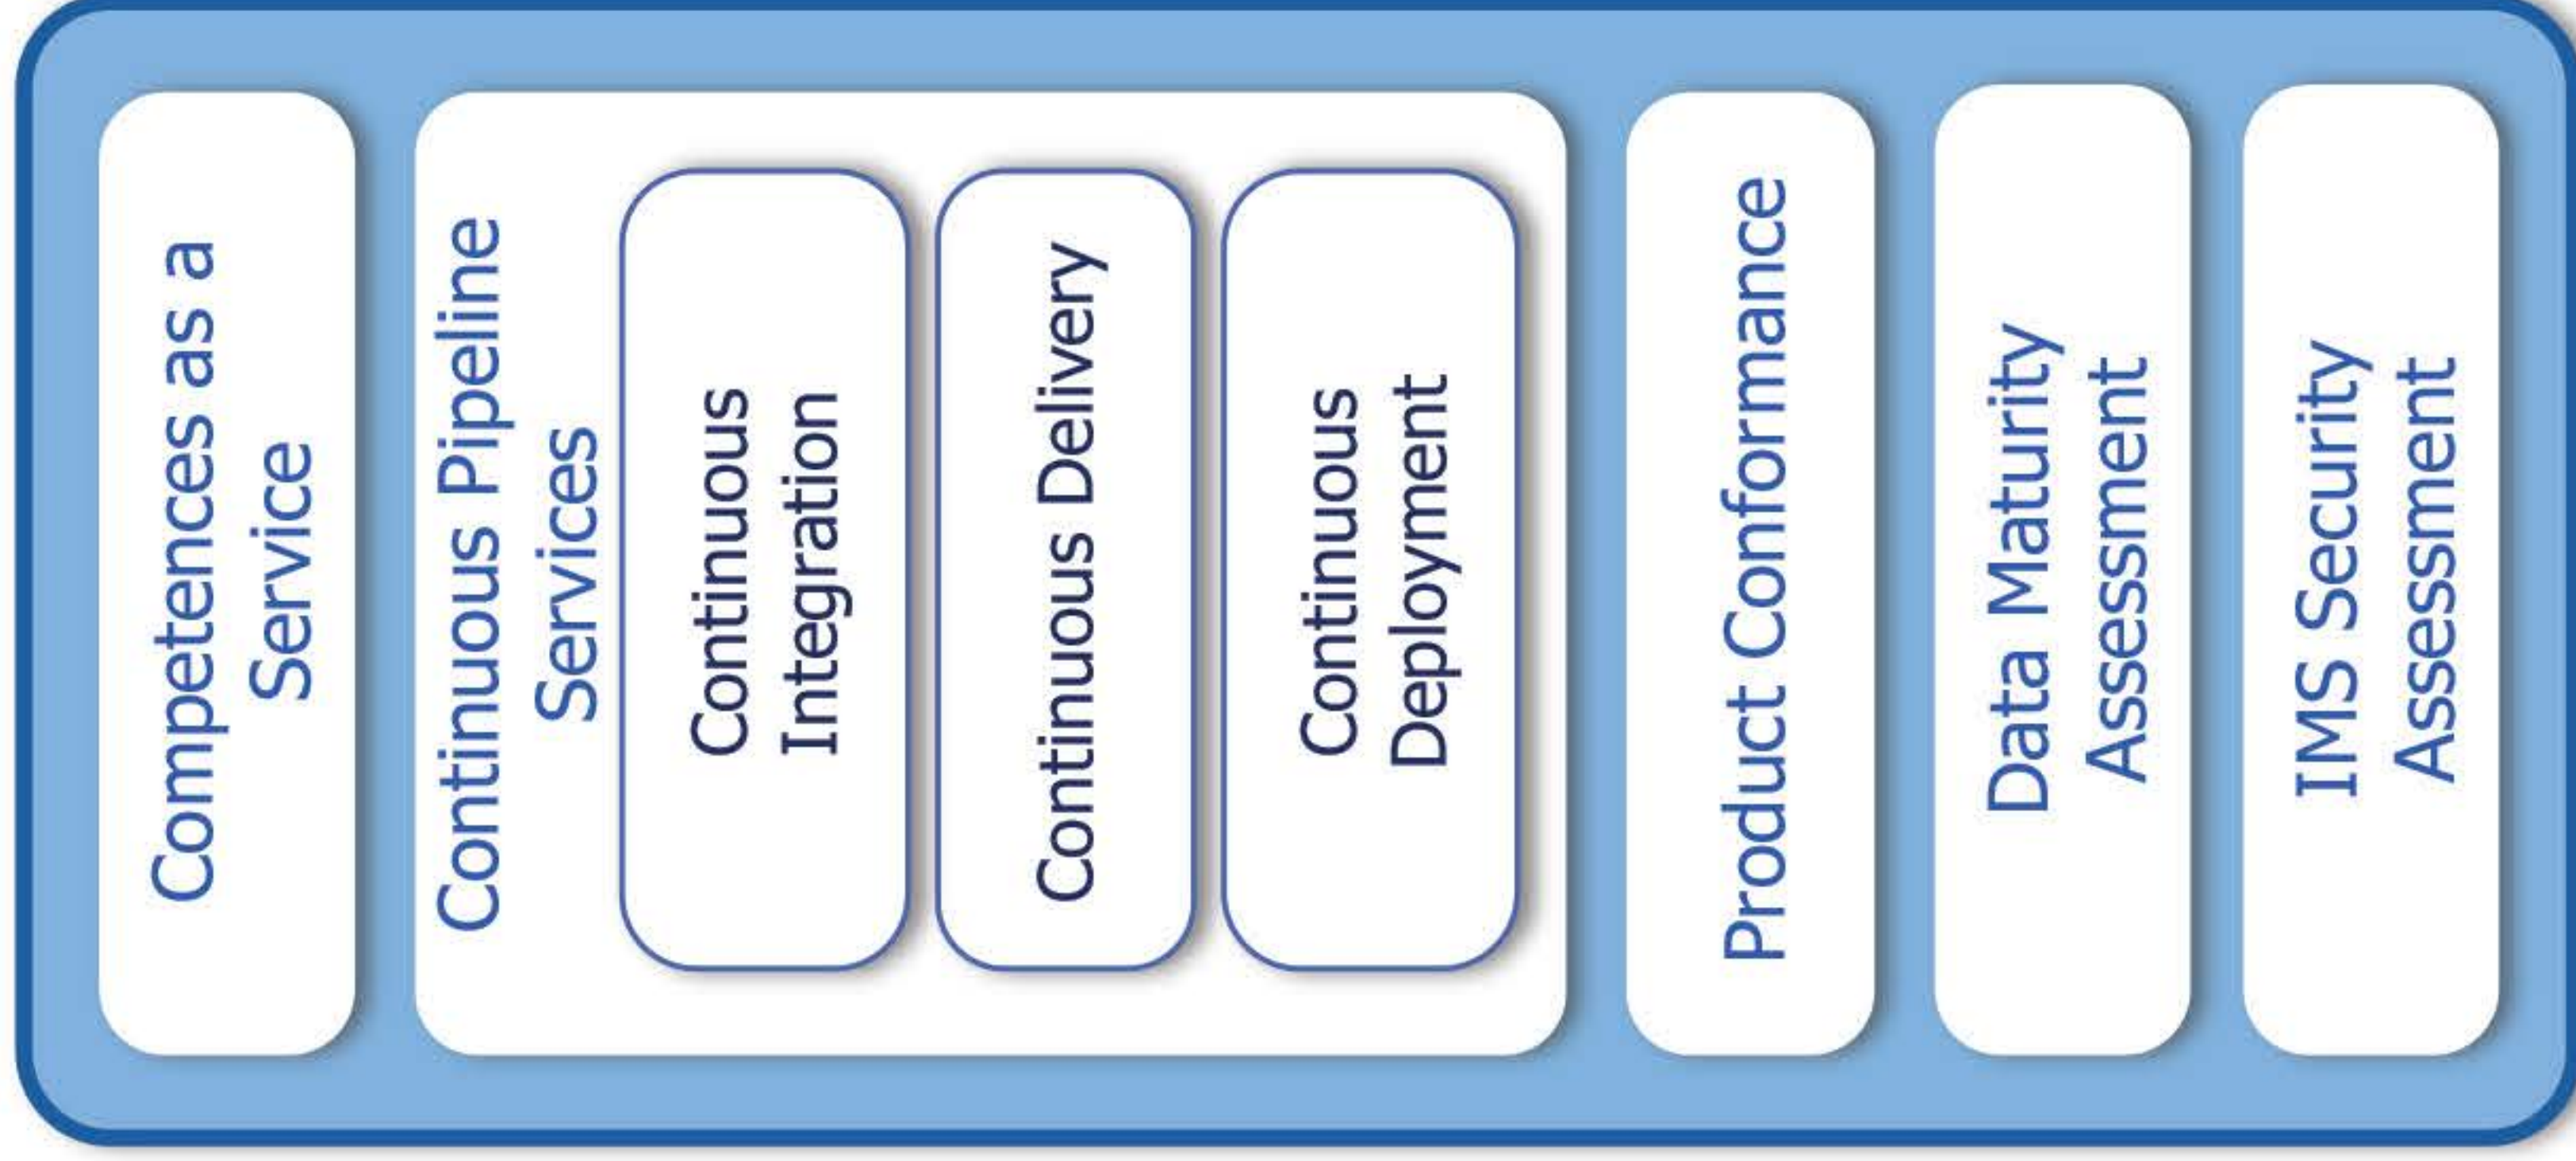 Competences as a
Service
Continuous Pipeline
Services
Continuous
Integration
Continuous Delivery
Continuous
Deployment
Product Conformance
Data Maturity
Assessment
IMS Security
Assessment